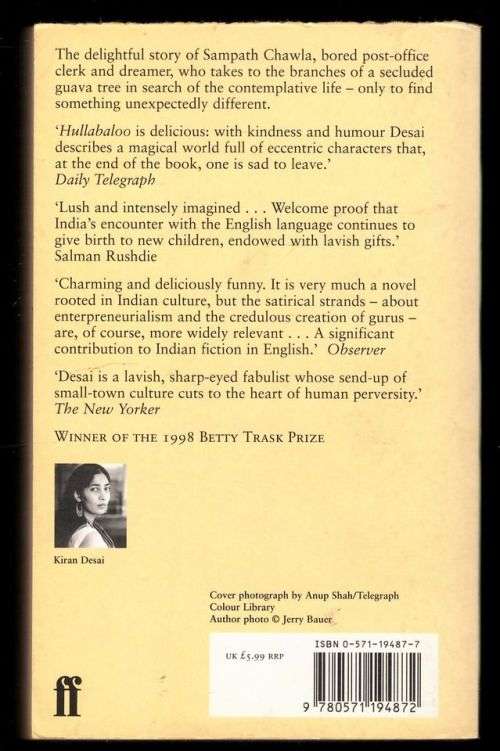 The delightful story of Sampath Chawla, bored post-office
clerk and dreamer, who takes to the branches of a secluded
guava tree in search of the contemplative life – only to find
something unexpectedly different.
‘Hullabaloo is delicious: with kindness and humour Desai
describes a magical world full of eccentric characters that,
at the end of the book, one is sad to leave.’
Daily Telegraph
‘Lush and intensely imagined . . . Welcome proof that
India’s encounter with the English language continues to
give birth to new children, endowed with lavish gifts.’
Salman Rushdie
‘Charming and deliciously funny. It is very much a novel
rooted in Indian culture, but the satirical strands – about
enterpreneurialism and the credulous creation of gurus –
are, of course, more widely relevant . . . A significant
contribution to Indian fiction in English.’ Observer
‘Desai is a lavish, sharp-eyed fabulist whose send-up of
small-town culture cuts to the heart of human perversity.’
The New Yorker
WINNER OF THE 1998 BETTY TRASK PRIZE
Kiran Desai
Cover photograph by Anup Shah/Telegraph
Colour Library
Author photo © Jerry Bauer
UK £5.99 RRP
ISBN 0-571-19487-7
9 780571 194872
ff